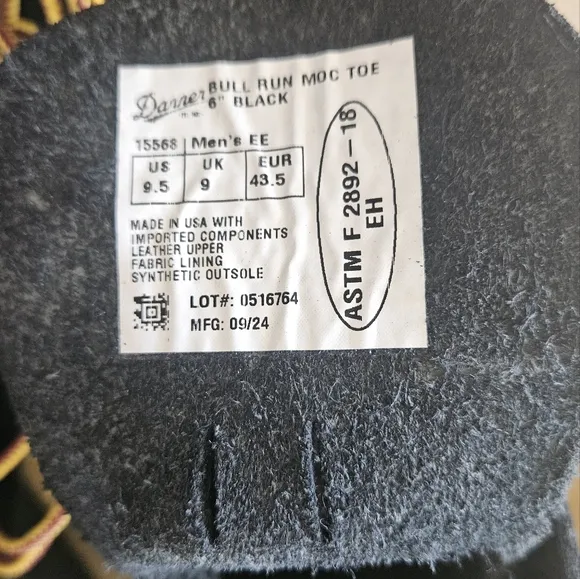 Danner
BULL RUN MOC TOE
6" BLACK
15568 Men's EE
US UK EUR
9.5 9 43.5
MADE IN USA WITH
IMPORTED COMPONENTS
LEATHER UPPER
FABRIC LINING
SYNTHETIC OUTSOLE
LOT#: 0516764
MFG: 09/24
ASTM F 2892-18
EH